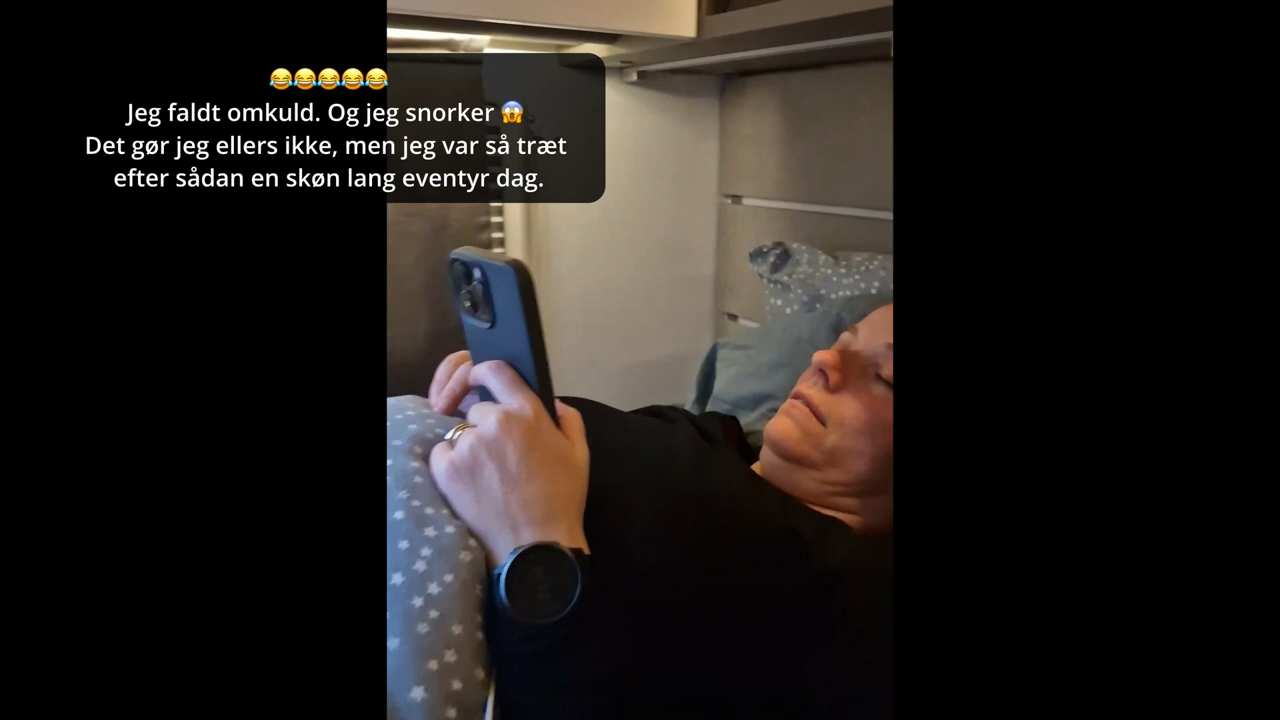 😂😂😂😂😂
Jeg faldt omkuld. Og jeg snorker 😱
Det gør jeg ellers ikke, men jeg var så træt
efter sådan en skøn lang eventyr dag.